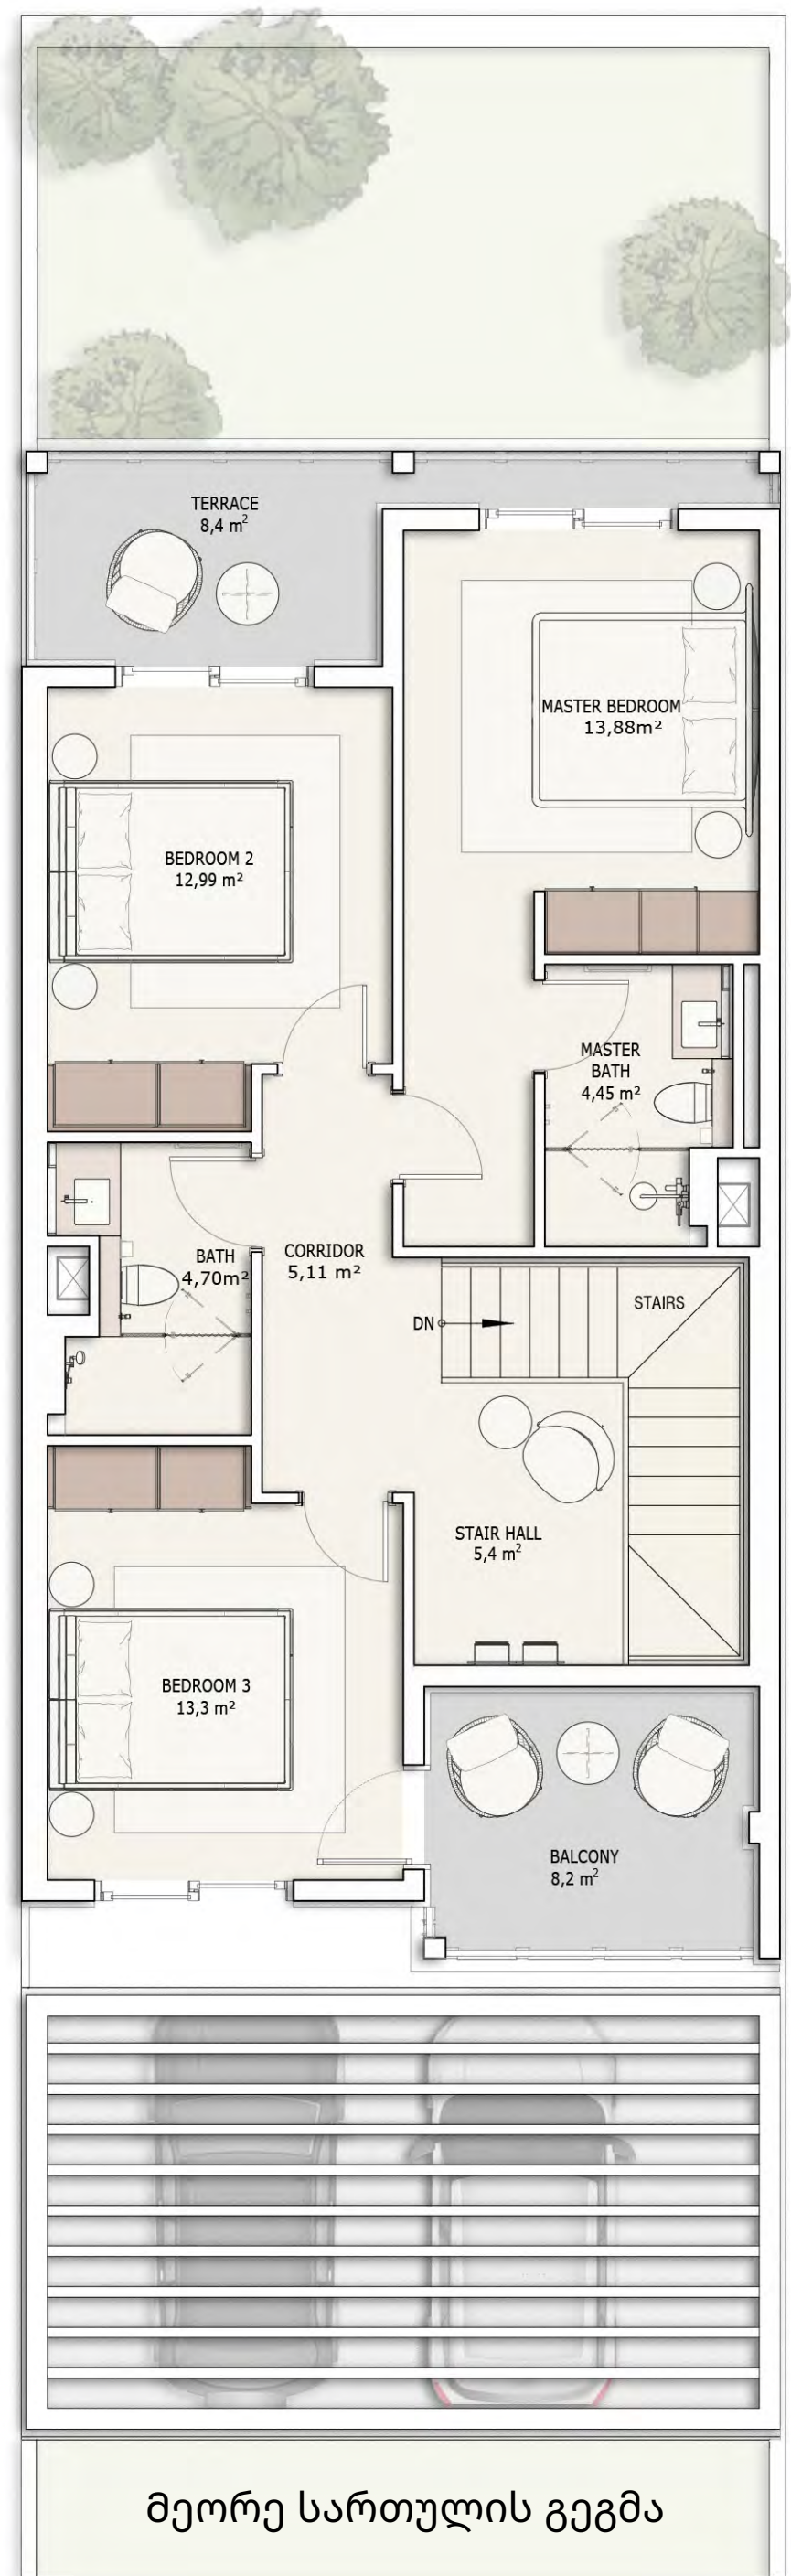 TERRACE
8,4 m²
MASTER BEDROOM
13,88m²
BEDROOM 2
12,99 m²
MASTER
BATH
4,45 m²
BATH
4,70m²
CORRIDOR
5,11 m²
STAIRS
DN
STAIR HALL
5,4 m²
BEDROOM 3
13,3 m²
BALCONY
8,2 m²
მეორე სართულის გეგმა